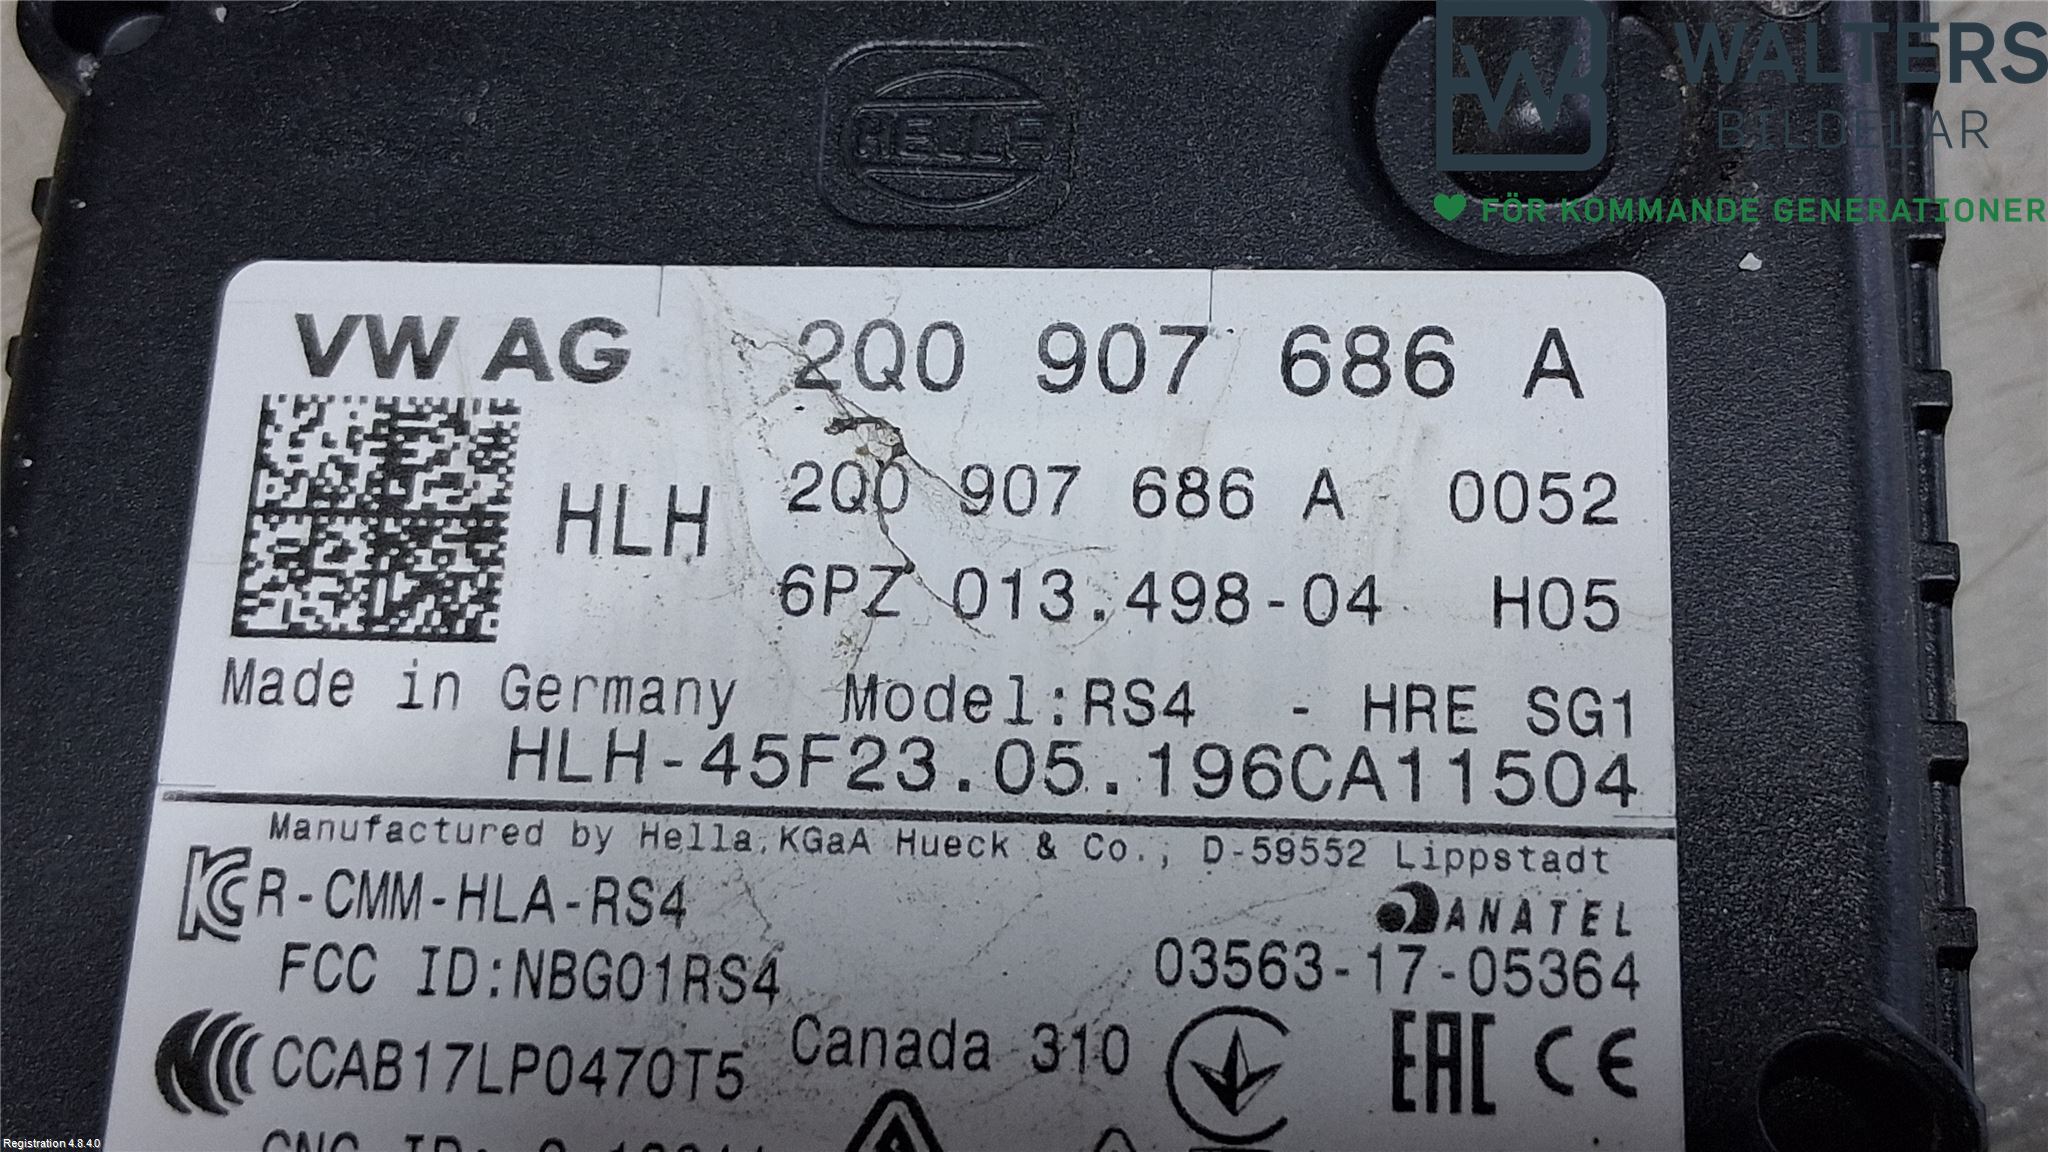 WALTERS
BILDELAR
FÖR KOMMANDE GENERATIONER
HELLA
VW AG 2Q0 907 686 A
HLH 2Q0 907 686 A 0052
6PZ 013.498-04 H05
Made in Germany Model:RS4 - HRE SG1
HLH-45F23.05.196CA11504
Manufactured by Hella KGaA Hueck & Co., D-59552 Lippstadt
R-CMM-HLA-RS4 ANATEL
FCC ID:NBG01RS4 03563-17-05364
CCAB17LP0470T5 Canada 310 EAC CE
Registration 4.8.4.0